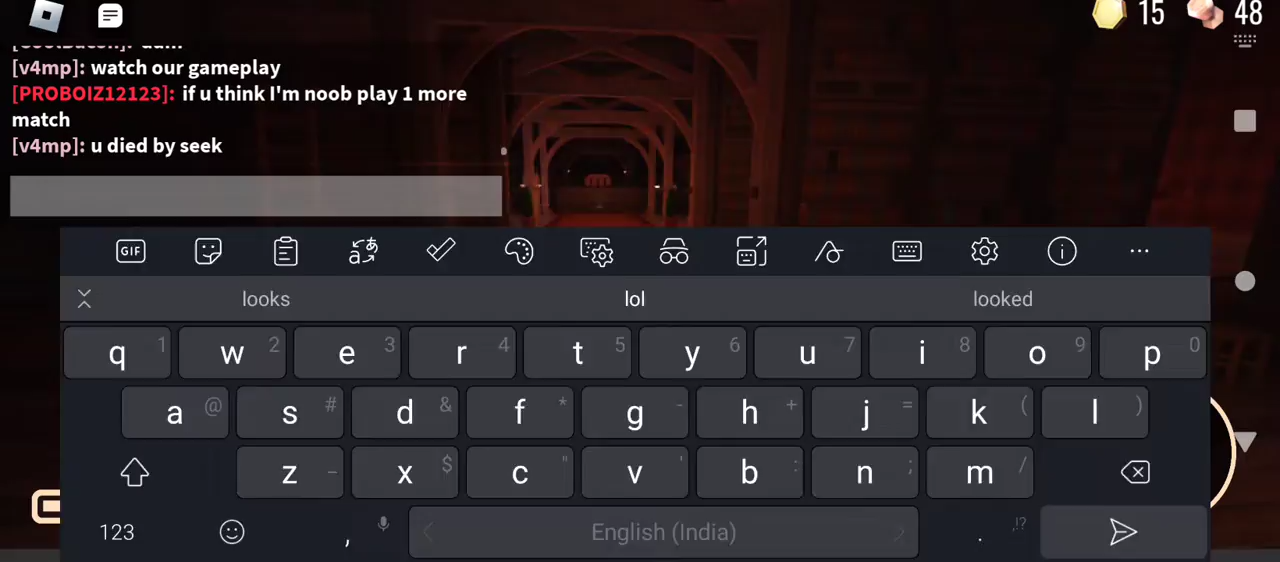 15 48
[v4mp]: watch our gameplay
[PROBOIZ12123]: if u think I'm noob play 1 more
match
[v4mp]: u died by seek
GIF
looks lol looked
q 1 w 2 e 3 r 4 t 5 y 6 u 7 i 8 o 9 p 0
a @ s # d & f * g - h + j = k ( l )
z _ x $ c " v ' b : n ; m /
123 , English (India) . !?